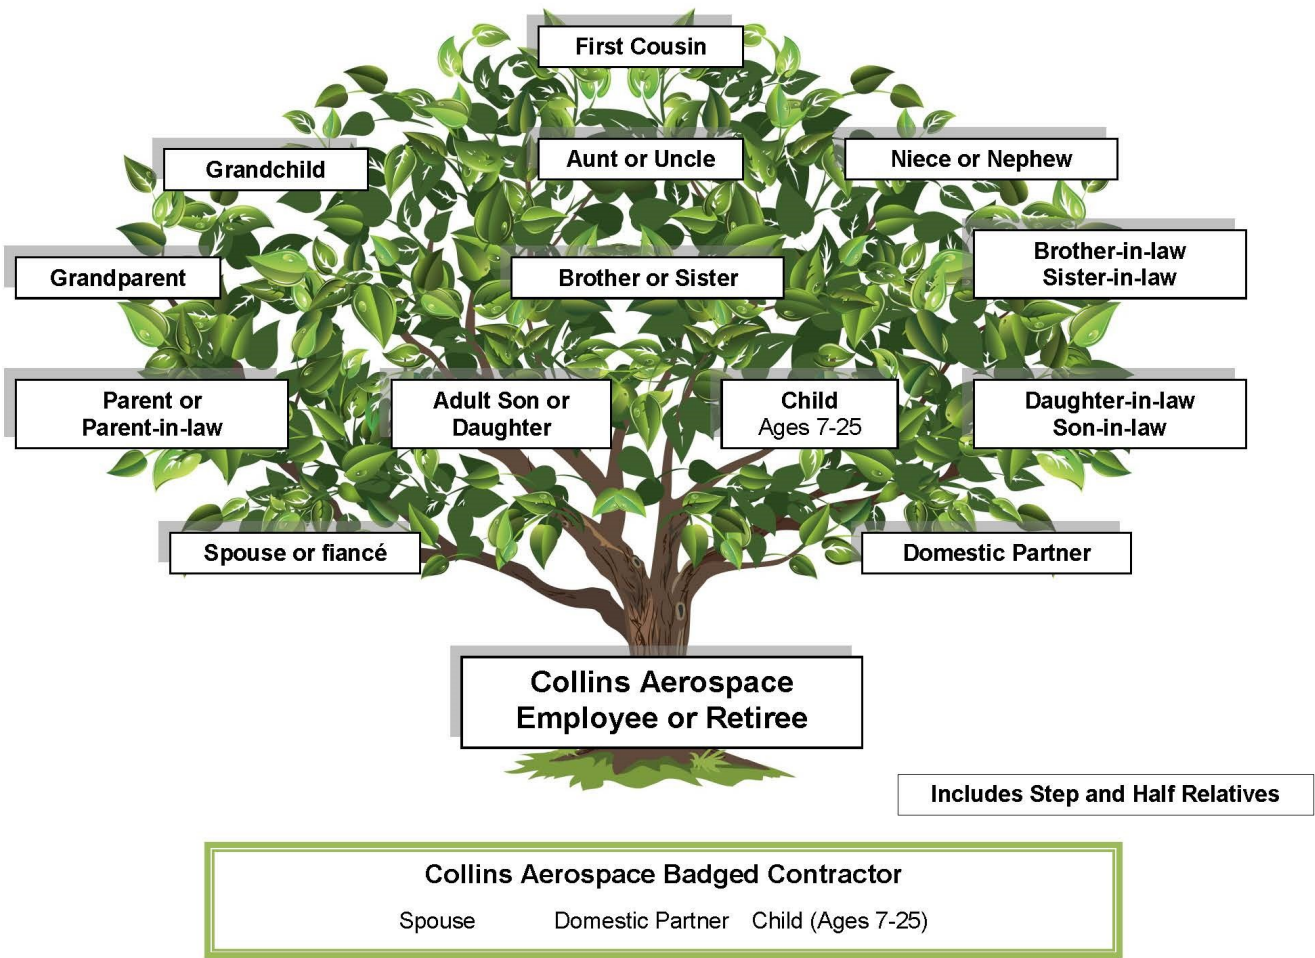 First Cousin
Grandchild
Aunt or Uncle
Niece or Nephew
Grandparent
Brother or Sister
Brother-in-law
Sister-in-law
Parent or
Parent-in-law
Adult Son or
Daughter
Child
Ages 7-25
Daughter-in-law
Son-in-law
Spouse or fiancé
Domestic Partner
Collins Aerospace
Employee or Retiree
Includes Step and Half Relatives
Collins Aerospace Badged Contractor
Spouse Domestic Partner Child (Ages 7-25)